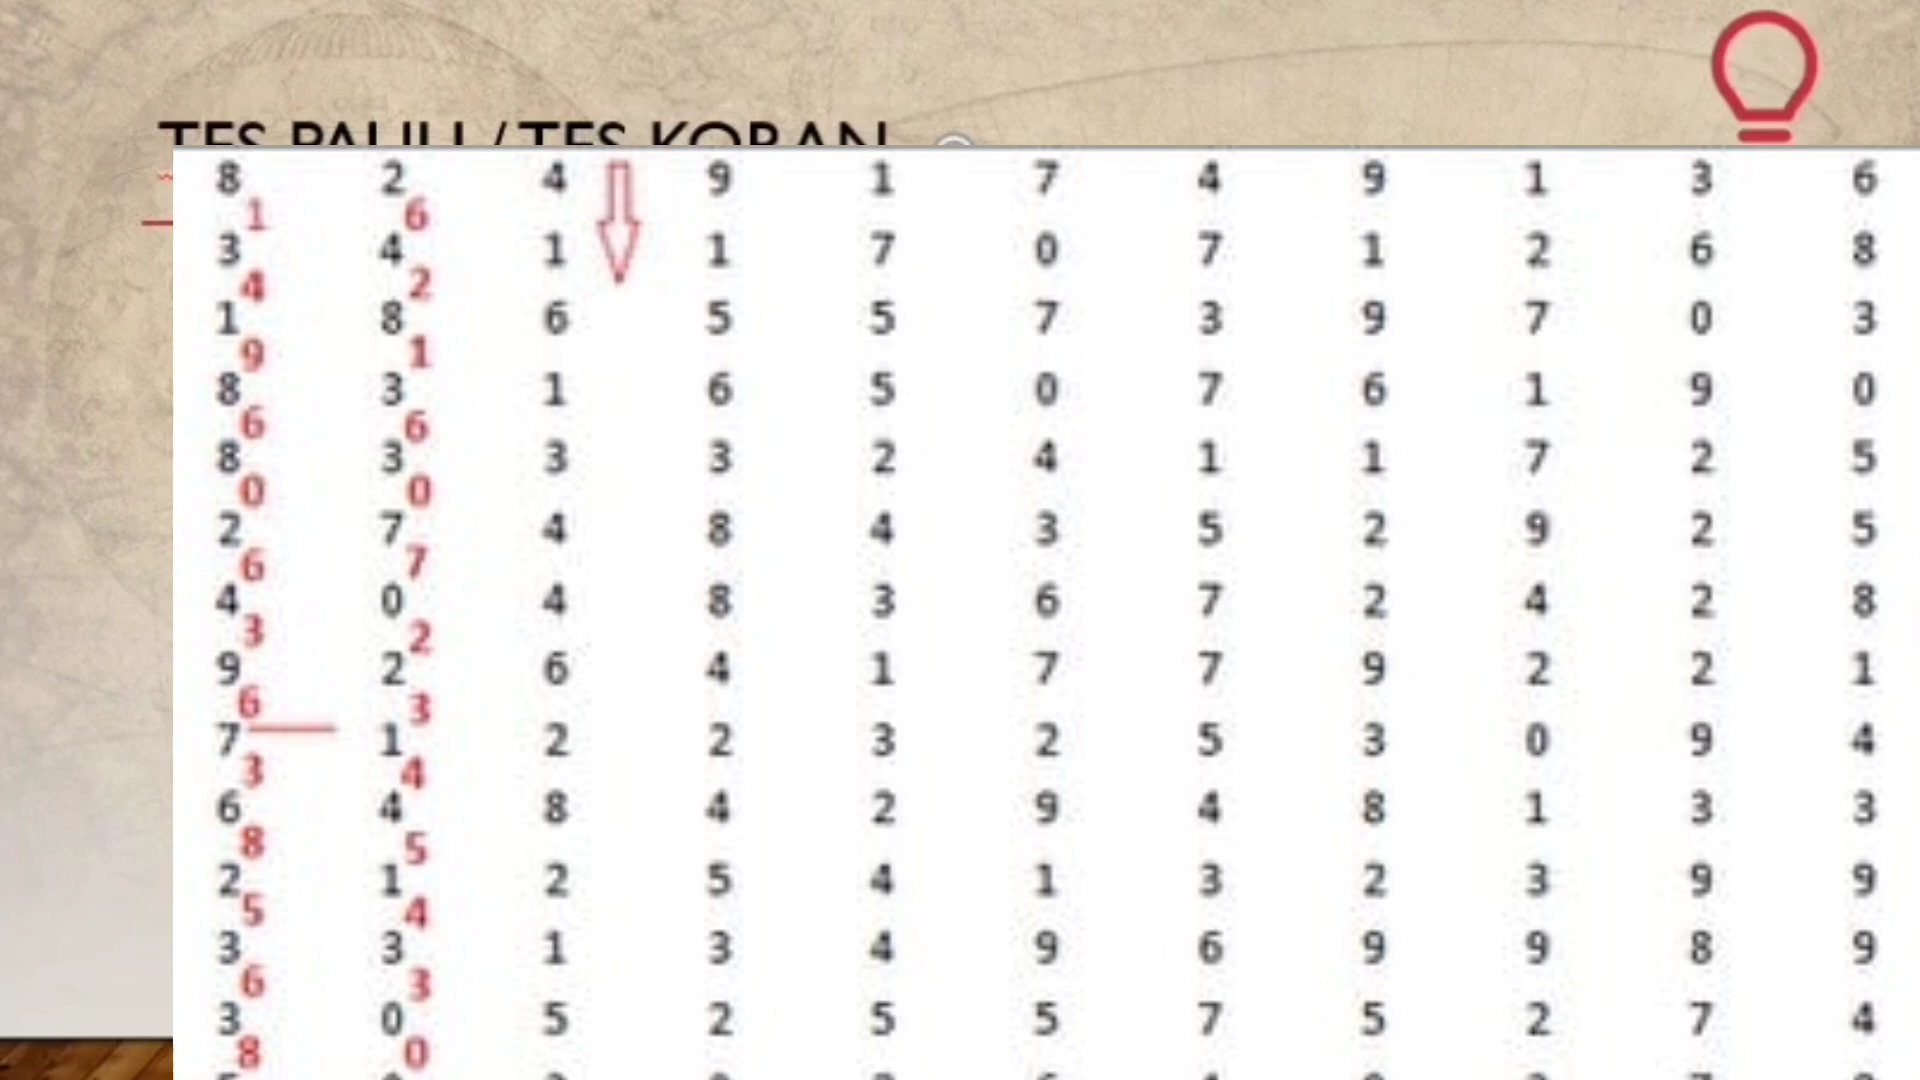 TES PAULI / TES KORAN
8 2 4 9 1 7 4 9 1 3 6
1 6
3 4 1 1 7 0 7 1 2 6 8
4 2
1 8 6 5 5 7 3 9 7 0 3
9 1
8 3 1 6 5 0 7 6 1 9 0
6 6
8 3 3 3 2 4 1 1 7 2 5
0 0
2 7 4 8 4 3 5 2 9 2 5
6 7
4 0 4 8 3 6 7 2 4 2 8
3 2
9 2 6 4 1 7 7 9 2 2 1
6 3
7 1 2 2 3 2 5 3 0 9 4
3 4
6 4 8 4 2 9 4 8 1 3 3
8 5
2 1 2 5 4 1 3 2 3 9 9
5 4
3 3 1 3 4 9 6 9 9 8 9
6 3
3 0 5 2 5 5 7 5 2 7 4
8 0